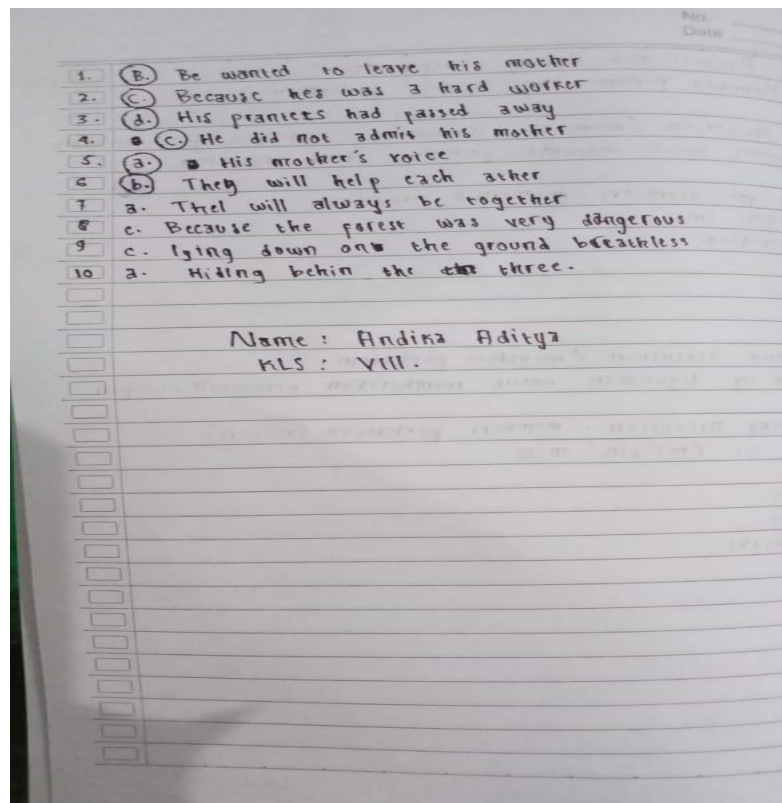 No.
Date
1. B. Be wanted to leave his mother
2. C. Because hes was a hard worker
3. d. His prantets had passed away
4. C. He did not admit his mother
5. a. His mother's voice
6 b. They will help each other
7 a. Thel will always be together
8 c. Because the forest was very dangerous
9 c. lying down on the ground breathless
10 a. Hiding behin the three.
Name : Andika Aditya
KLS : VIII.